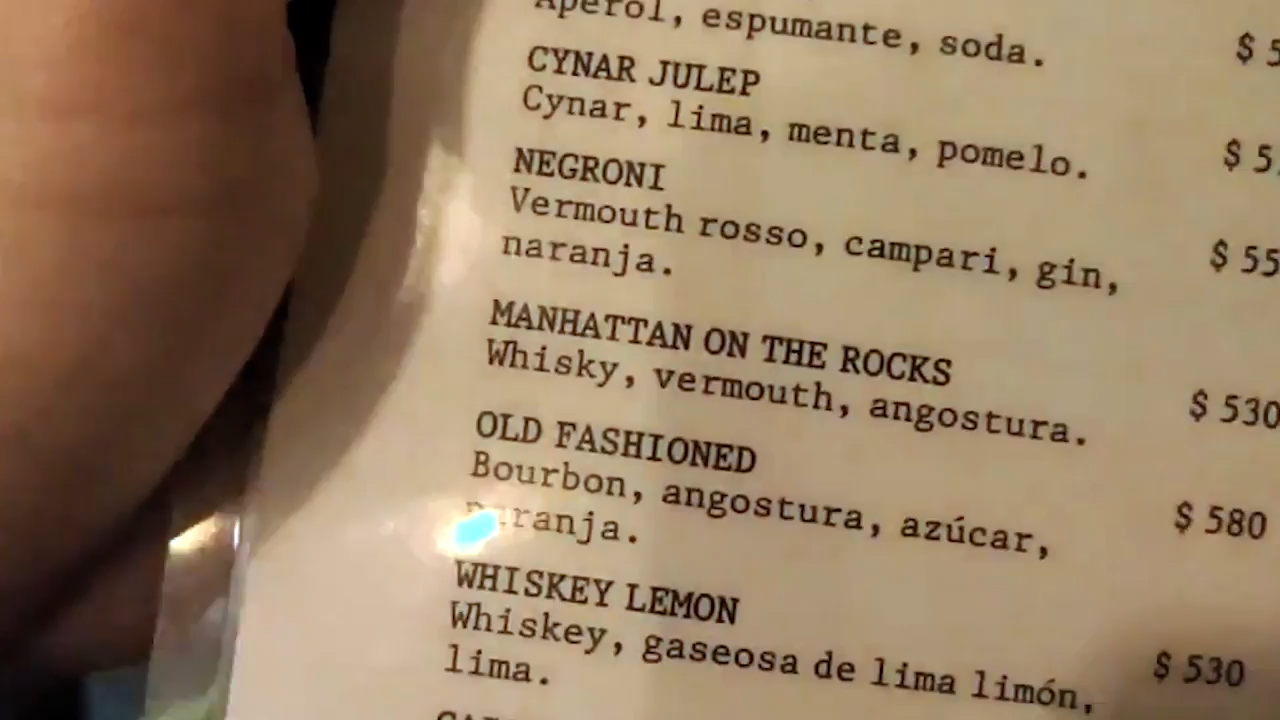 Aperol, espumante, soda.
CYNAR JULEP
Cynar, lima, menta, pomelo.
NEGRONI
Vermouth rosso, campari, gin,
naranja.
MANHATTAN ON THE ROCKS
Whisky, vermouth, angostura. $ 530
OLD FASHIONED
Bourbon, angostura, azúcar, $ 580
naranja.
WHISKEY LEMON
Whiskey, gaseosa de lima limón, $ 530
lima.